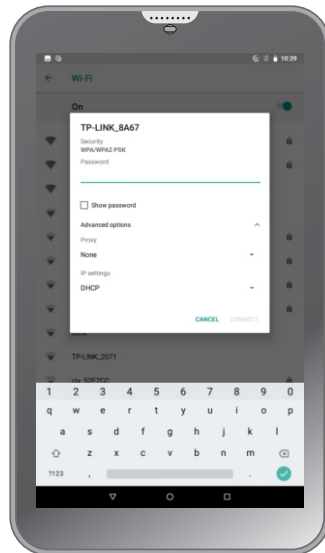 10:39
Wi-Fi
On
TP-LINK_8A67
Security
WPA/WPA2 PSK
Password
Show password
Advanced options
Proxy
None
IP settings
DHCP
CANCEL CONNECT
TP-LINK_2071
1 2 3 4 5 6 7 8 9 0
q w e r t y u i o p
a s d f g h j k l
z x c v b n m
?123 , .